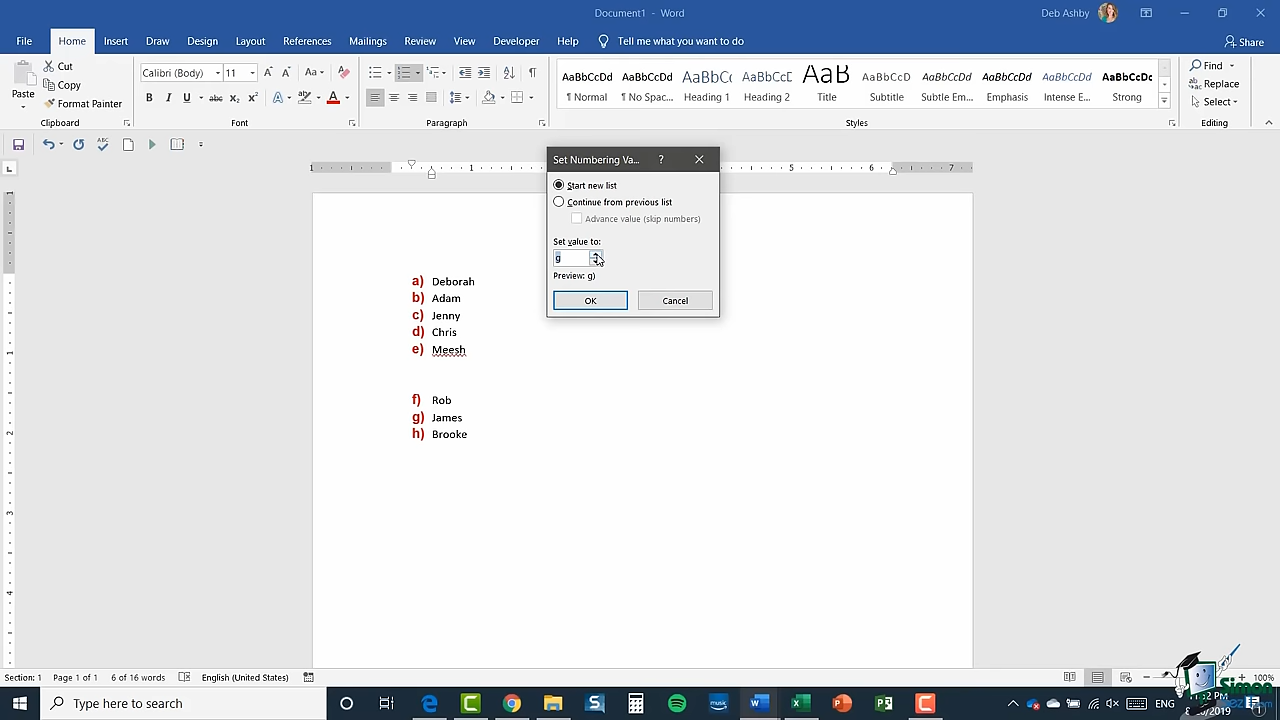 Document1 - Word
Deb Ashby
File Home Insert Draw Design Layout References Mailings Review View Developer Help Tell me what you want to do
Share
Paste
Cut
Copy
Format Painter
Clipboard
Calibri (Body) 11
Font
Paragraph
AaBbCcDd ¶ Normal
AaBbCcDd ¶ No Spac...
AaBbC( Heading 1
AaBbCcE Heading 2
AaB Title
AaBbCcD Subtitle
AaBbCcDd Subtle Em...
AaBbCcDd Emphasis
AaBbCcDd Intense E...
AaBbCcDc Strong
Styles
Find
Replace
Select
Editing
Set Numbering Va...
Start new list
Continue from previous list
Advance value (skip numbers)
Set value to:
g
Preview: g)
OK Cancel
a) Deborah
b) Adam
c) Jenny
d) Chris
e) Meesh
f) Rob
g) James
h) Brooke
Section: 1 Page 1 of 1 6 of 16 words English (United States)
100%
Type here to search
music
ENG